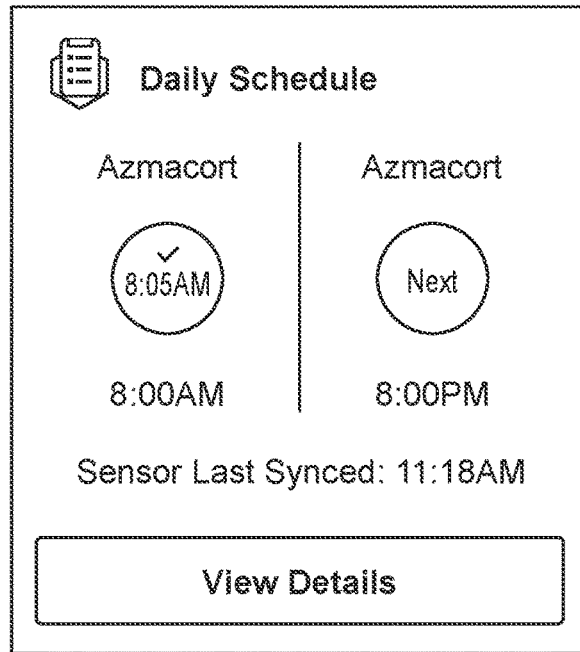 Daily Schedule
Azmacort
Azmacort
8:05AM
Next
8:00AM
8:00PM
Sensor Last Synced: 11:18AM
View Details